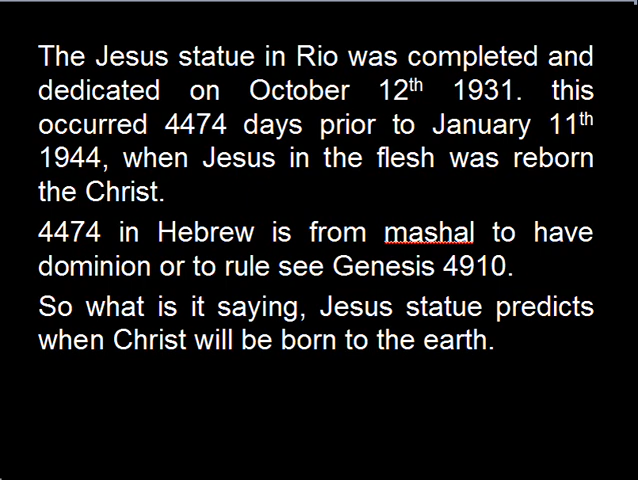 The Jesus statue in Rio was completed and
dedicated on October 12th 1931. this
occurred 4474 days prior to January 11th
1944, when Jesus in the flesh was reborn
the Christ.
4474 in Hebrew is from mashal to have
dominion or to rule see Genesis 4910.
So what is it saying, Jesus statue predicts
when Christ will be born to the earth.